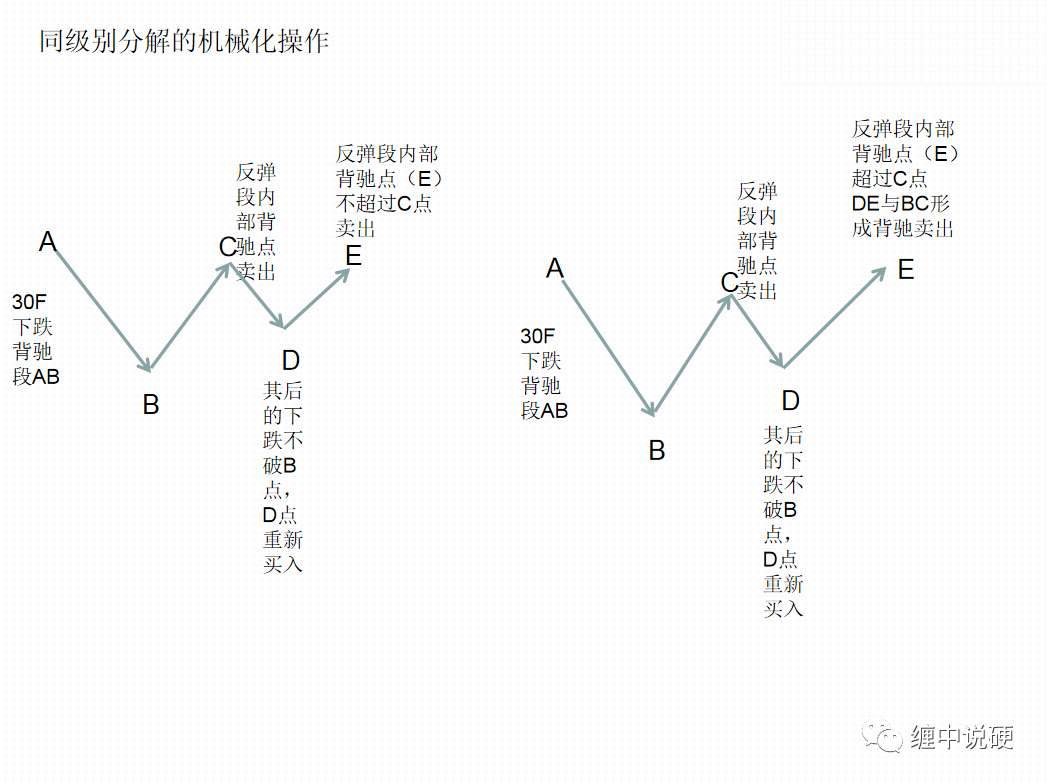 同级别分解的机械化操作
A
30F
下跌
背驰
段AB
B
反弹
段内
部背
驰点
卖出
C
反弹段内部
背驰点（E）
不超过C点
卖出
E
D
其后
的下
跌不
破B
点，
D点
重新
买入
A
30F
下跌
背驰
段AB
B
反弹
段内
部背
驰点
卖出
C
反弹段内部
背驰点（E）
超过C点
DE与BC形
成背驰卖出
E
D
其后
的下
跌不
破B
点，
D点
重新
买入
缠中说硬